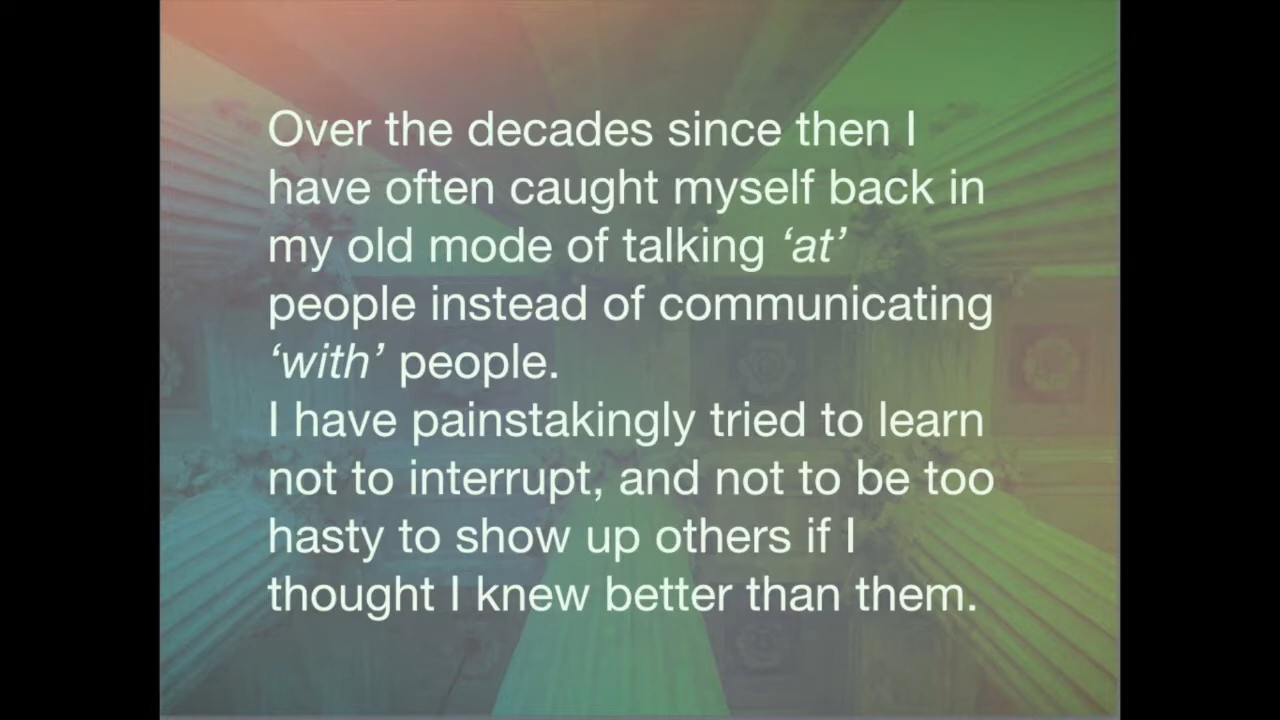 Over the decades since then I
have often caught myself back in
my old mode of talking ‘at’
people instead of communicating
‘with’ people.
I have painstakingly tried to learn
not to interrupt, and not to be too
hasty to show up others if I
thought I knew better than them.